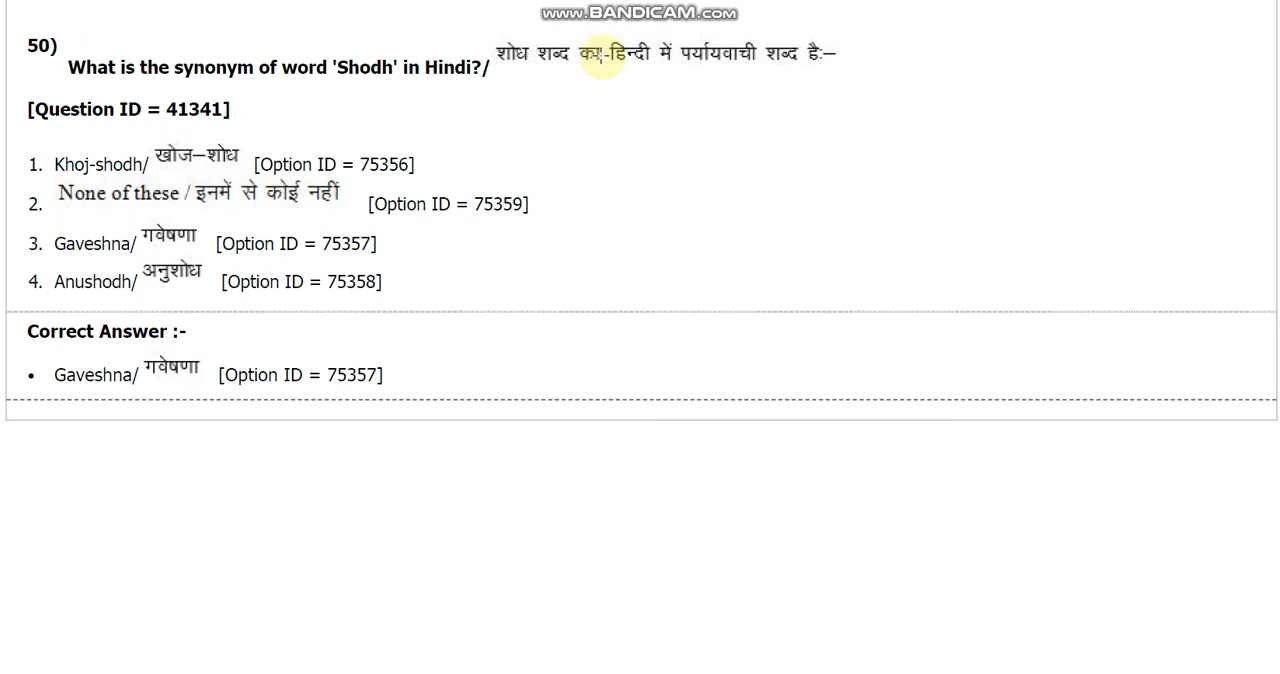 www.BANDICAM.com
50) What is the synonym of word 'Shodh' in Hindi?/ शोध शब्द का-हिन्दी में पर्यायवाची शब्द है:–
[Question ID = 41341]
1. Khoj-shodh/ खोज–शोध [Option ID = 75356]
2. None of these / इनमें से कोई नहीं [Option ID = 75359]
3. Gaveshna/ गवेषणा [Option ID = 75357]
4. Anushodh/ अनुशोध [Option ID = 75358]
Correct Answer :-
• Gaveshna/ गवेषणा [Option ID = 75357]